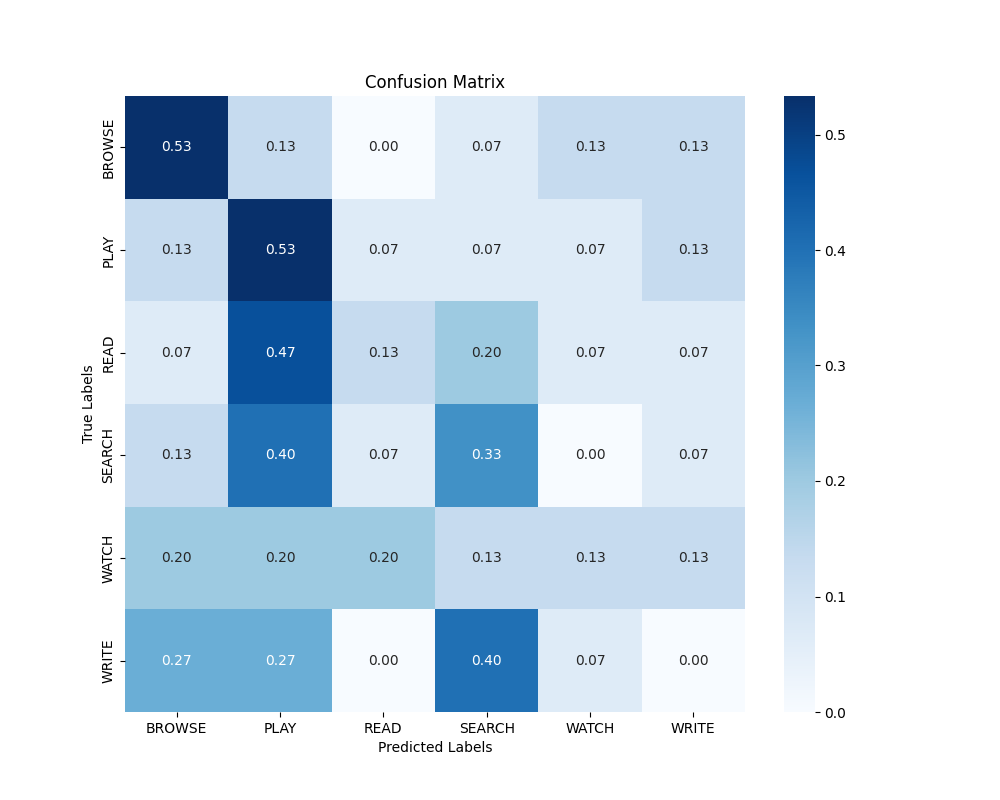 Confusion Matrix
BROWSE 0.53 0.13 0.00 0.07 0.13 0.13
PLAY 0.13 0.53 0.07 0.07 0.07 0.13
READ 0.07 0.47 0.13 0.20 0.07 0.07
SEARCH 0.13 0.40 0.07 0.33 0.00 0.07
WATCH 0.20 0.20 0.20 0.13 0.13 0.13
WRITE 0.27 0.27 0.00 0.40 0.07 0.00
True Labels
BROWSE PLAY READ SEARCH WATCH WRITE
Predicted Labels
0.5
0.4
0.3
0.2
0.1
0.0